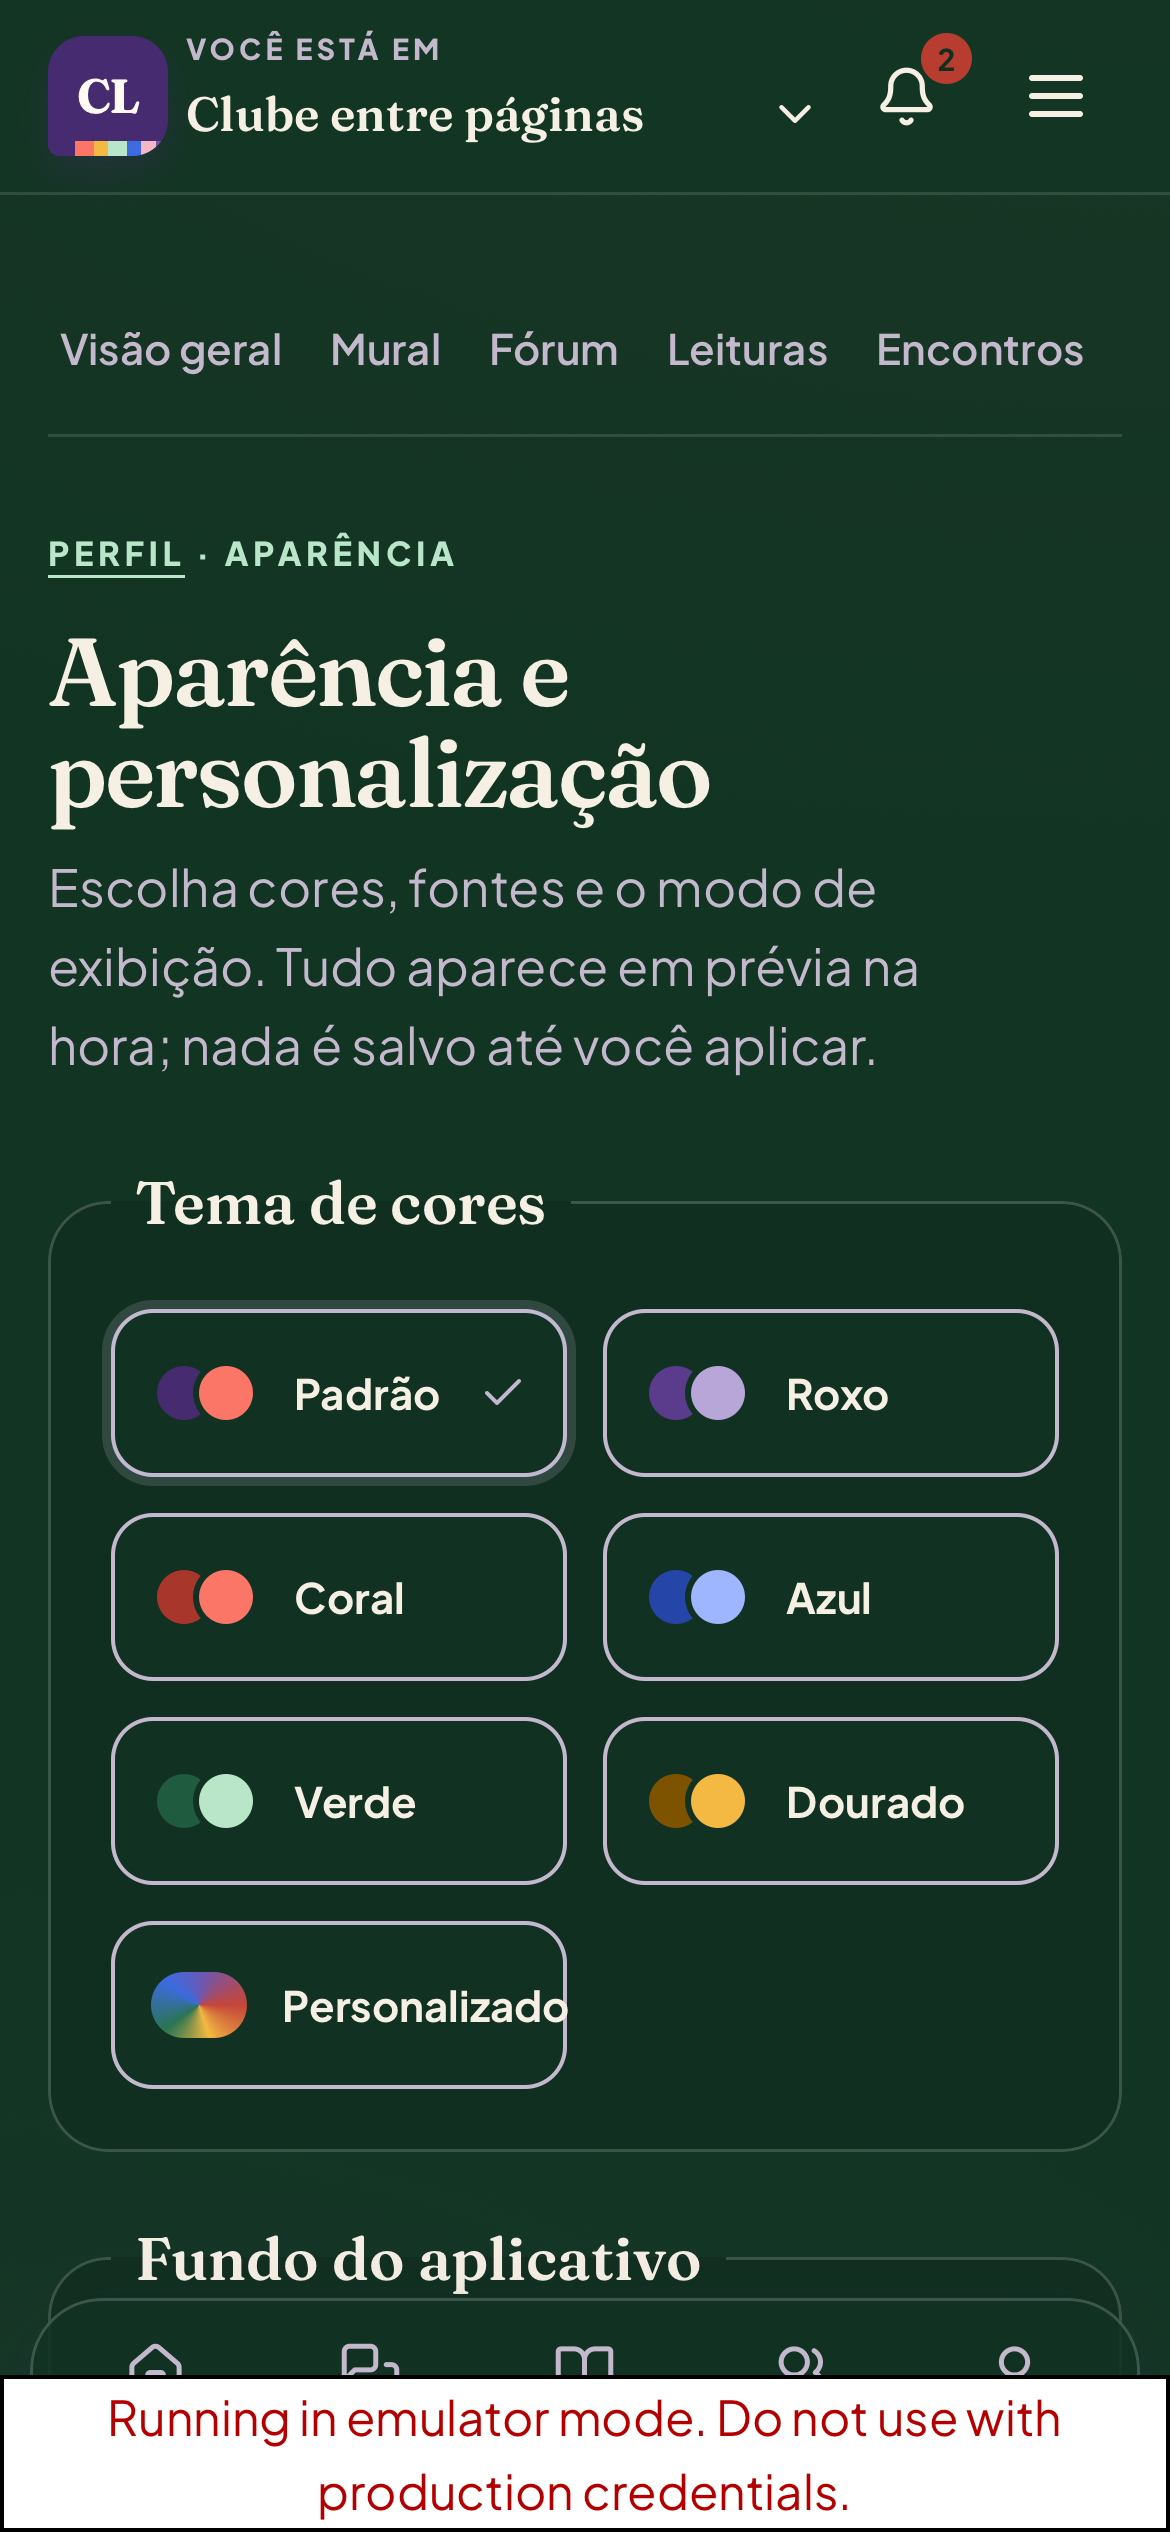 CL
VOCÊ ESTÁ EM
Clube entre páginas
2
Visão geral Mural Fórum Leituras Encontros
PERFIL · APARÊNCIA
Aparência e
personalização
Escolha cores, fontes e o modo de
exibição. Tudo aparece em prévia na
hora; nada é salvo até você aplicar.
Tema de cores
Padrão Roxo
Coral Azul
Verde Dourado
Personalizado
Fundo do aplicativo
Running in emulator mode. Do not use with
production credentials.